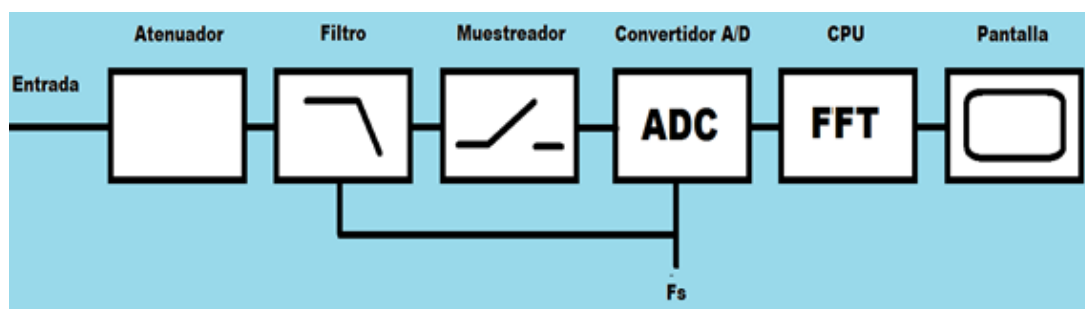 Atenuador Filtro Muestreador Convertidor A/D CPU Pantalla
Entrada
ADC FFT
Fs